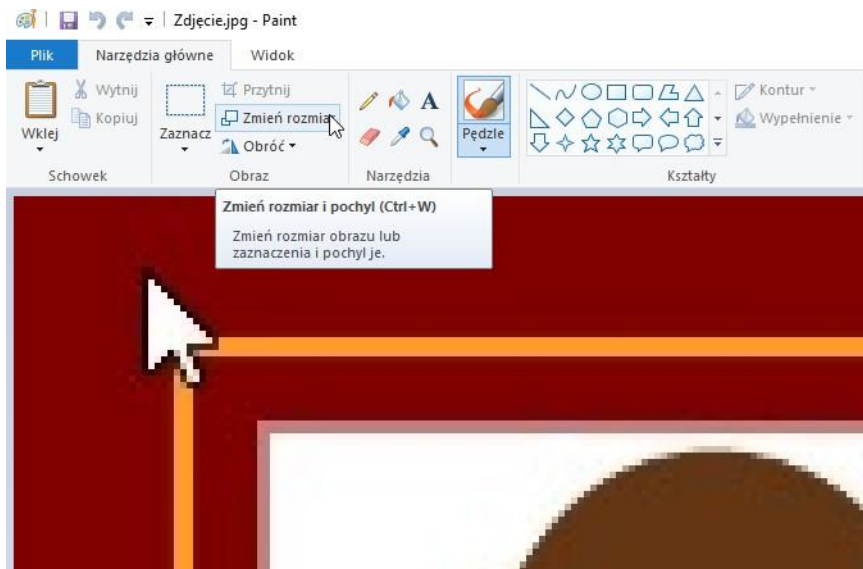 Zdjęcie.jpg - Paint
Plik Narzędzia główne Widok
Wklej
Wytnij
Kopiuj
Schowek
Zaznacz
Przytnij
Zmień rozmiar
Obróć
Obraz
A
Narzędzia
Pędzle
Kształty
Kontur
Wypełnienie
Zmień rozmiar i pochyl (Ctrl+W)
Zmień rozmiar obrazu lub
zaznaczenia i pochyl je.